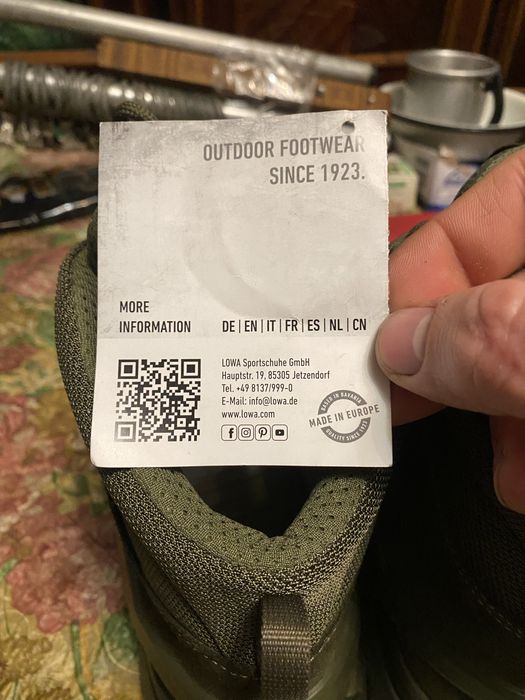 OUTDOOR FOOTWEAR
SINCE 1923.
MORE
INFORMATION
DE | EN | IT | FR | ES | NL | CN
LOWA Sportschuhe GmbH
Hauptstr. 19, 85305 Jetzendorf
Tel. +49 8137/999-0
E-Mail: info@lowa.de
www.lowa.com
BASED IN BAVARIA
MADE IN EUROPE
QUALITY SINCE 1923